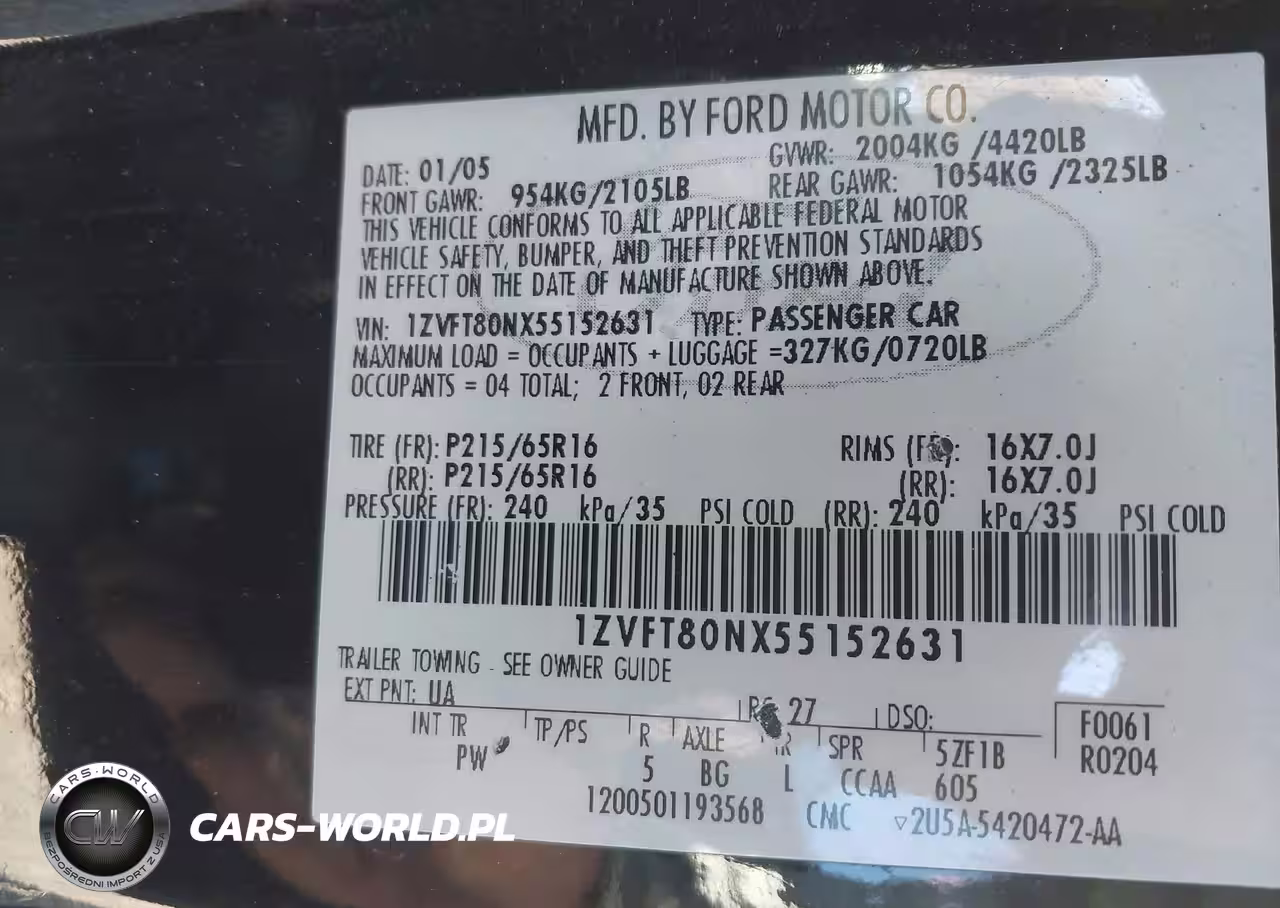 MFD. BY FORD MOTOR CO.
DATE: 01/05 GVWR: 2004KG /4420LB
FRONT GAWR: 954KG/2105LB REAR GAWR: 1054KG /2325LB
THIS VEHICLE CONFORMS TO ALL APPLICABLE FEDERAL MOTOR
VEHICLE SAFETY, BUMPER, AND THEFT PREVENTION STANDARDS
IN EFFECT ON THE DATE OF MANUFACTURE SHOWN ABOVE.
VIN: 1ZVFT80NX55152631 TYPE: PASSENGER CAR
MAXIMUM LOAD = OCCUPANTS + LUGGAGE =327KG/0720LB
OCCUPANTS = 04 TOTAL; 2 FRONT, 02 REAR
TIRE (FR): P215/65R16 RIMS 16X7.0J
(RR): P215/65R16 (RR): 16X7.0J
PRESSURE (FR): 240 kPa/35 PSI COLD (RR): 240 kPa/35 PSI COLD
1ZVFT80NX55152631
TRAILER TOWING - SEE OWNER GUIDE
EXT PNT: UA 27 DSO: F0061
INT TR TP/PS R AXLE SPR 5ZF1B R0204
PW 5 BG L CCAA 605
1200501193568 CMC ▽2U5A-5420472-AA
CARS-WORLD
CW
BEZPOŚREDNI IMPORT Z USA
CARS-WORLD.PL